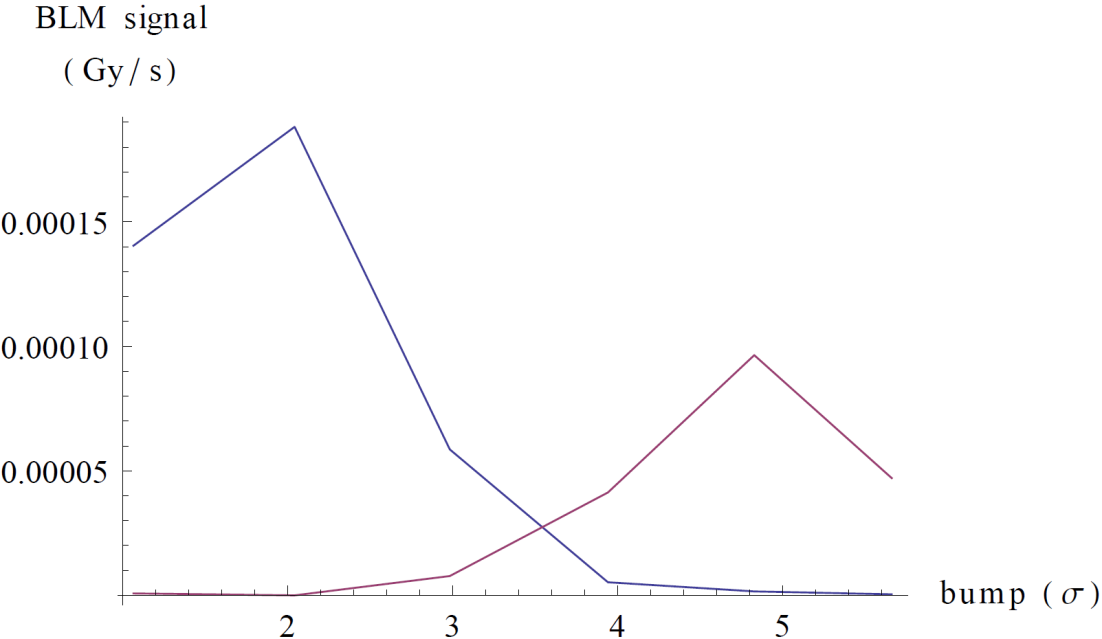 BLM signal
( Gy / s )
0.00015
0.00010
0.00005
2 3 4 5
bump ( σ )